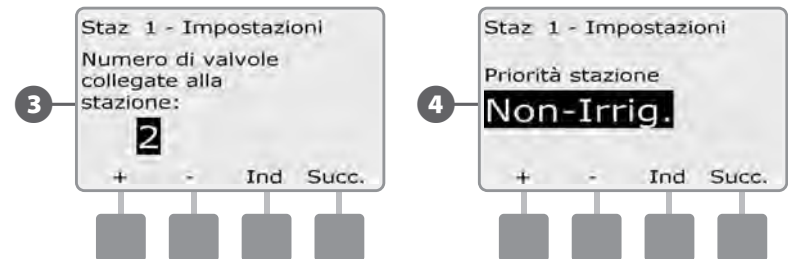 Staz 1 - Impostazioni
Numero di valvole
collegate alla
stazione:
3
2
+ - Ind Succ.
Staz 1 - Impostazioni
Priorità stazione
4
Non-Irrig.
+ - Ind Succ.